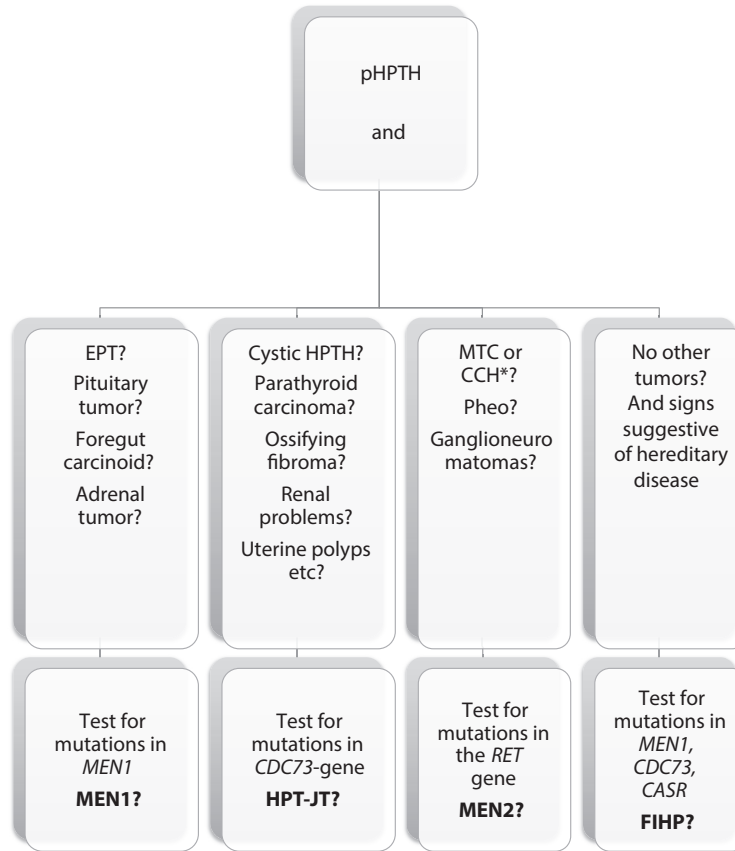 pHPTH
and
EPT?
Pituitary
tumor?
Foregut
carcinoid?
Adrenal
tumor?
Cystic HPTH?
Parathyroid
carcinoma?
Ossifying
fibroma?
Renal
problems?
Uterine polyps
etc?
MTC or
CCH*?
Pheo?
Ganglioneuro
matomas?
No other
tumors?
And signs
suggestive
of hereditary
disease
Test for
mutations in
MEN1
MEN1?
Test for
mutations in
CDC73-gene
HPT-JT?
Test for
mutations in
the RET
gene
MEN2?
Test for
mutations in
MEN1,
CDC73,
CASR
FIHP?